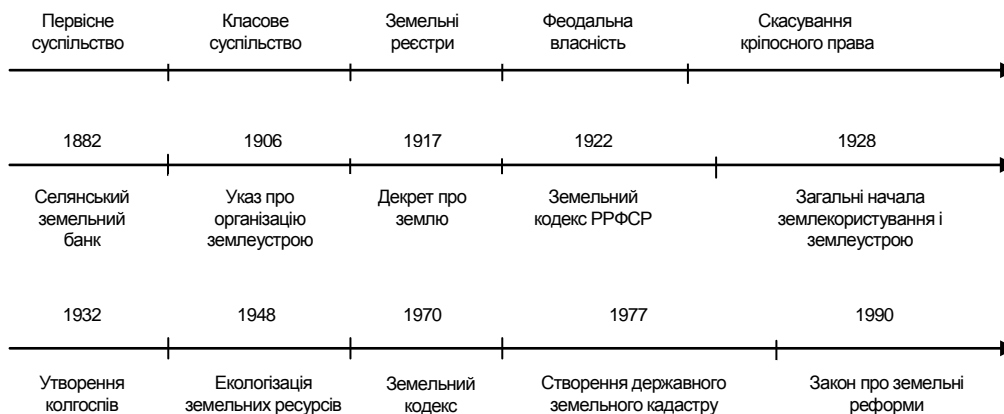 Первісне Класове Земельні Феодальна Скасування
суспільство суспільство реєстри власність кріпосного права
1882 1906 1917 1922 1928
Селянський Указ про Декрет про Земельний Загальні начала
земельний організацію землю кодекс РРФСР землекористування і
банк землеустрою землеустрою
1932 1948 1970 1977 1990
Утворення Екологізація Земельний Створення державного Закон про земельні
колгоспів земельних ресурсів кодекс земельного кадастру реформи